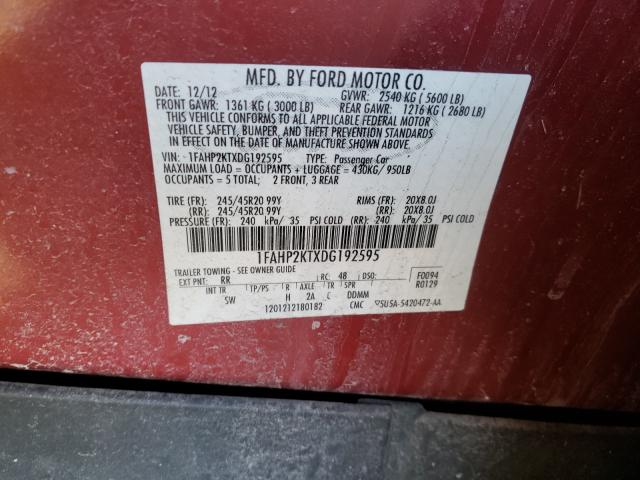 MFD. BY FORD MOTOR CO.
DATE: 12/12 GVWR: 2540 KG ( 5600 LB)
FRONT GAWR: 1361 KG ( 3000 LB) REAR GAWR: 1216 KG ( 2680 LB)
THIS VEHICLE CONFORMS TO ALL APPLICABLE FEDERAL MOTOR
VEHICLE SAFETY, BUMPER, AND THEFT PREVENTION STANDARDS
IN EFFECT ON THE DATE OF MANUFACTURE SHOWN ABOVE.
VIN: 1FAHP2KTXDG192595 TYPE: Passenger Car
MAXIMUM LOAD = OCCUPANTS + LUGGAGE = 430KG/ 950LB
OCCUPANTS = 5 TOTAL; 2 FRONT, 3 REAR
TIRE (FR): 245/45R20 99Y RIMS (FR): 20X8.0J
(RR): 245/45R20 99Y (RR): 20X8.0J
PRESSURE (FR): 240 kPa/ 35 PSI COLD (RR): 240 kPa/ 35 PSI COLD
1FAHP2KTXDG192595
TRAILER TOWING - SEE OWNER GUIDE
EXT PNT: RR RC: 48 DSO: F0094
R0129
INT TR TP/PS R AXLE TR SPR
SW H 2A C DDMM
1201212180182 CMC 5U5A-5420472-AA